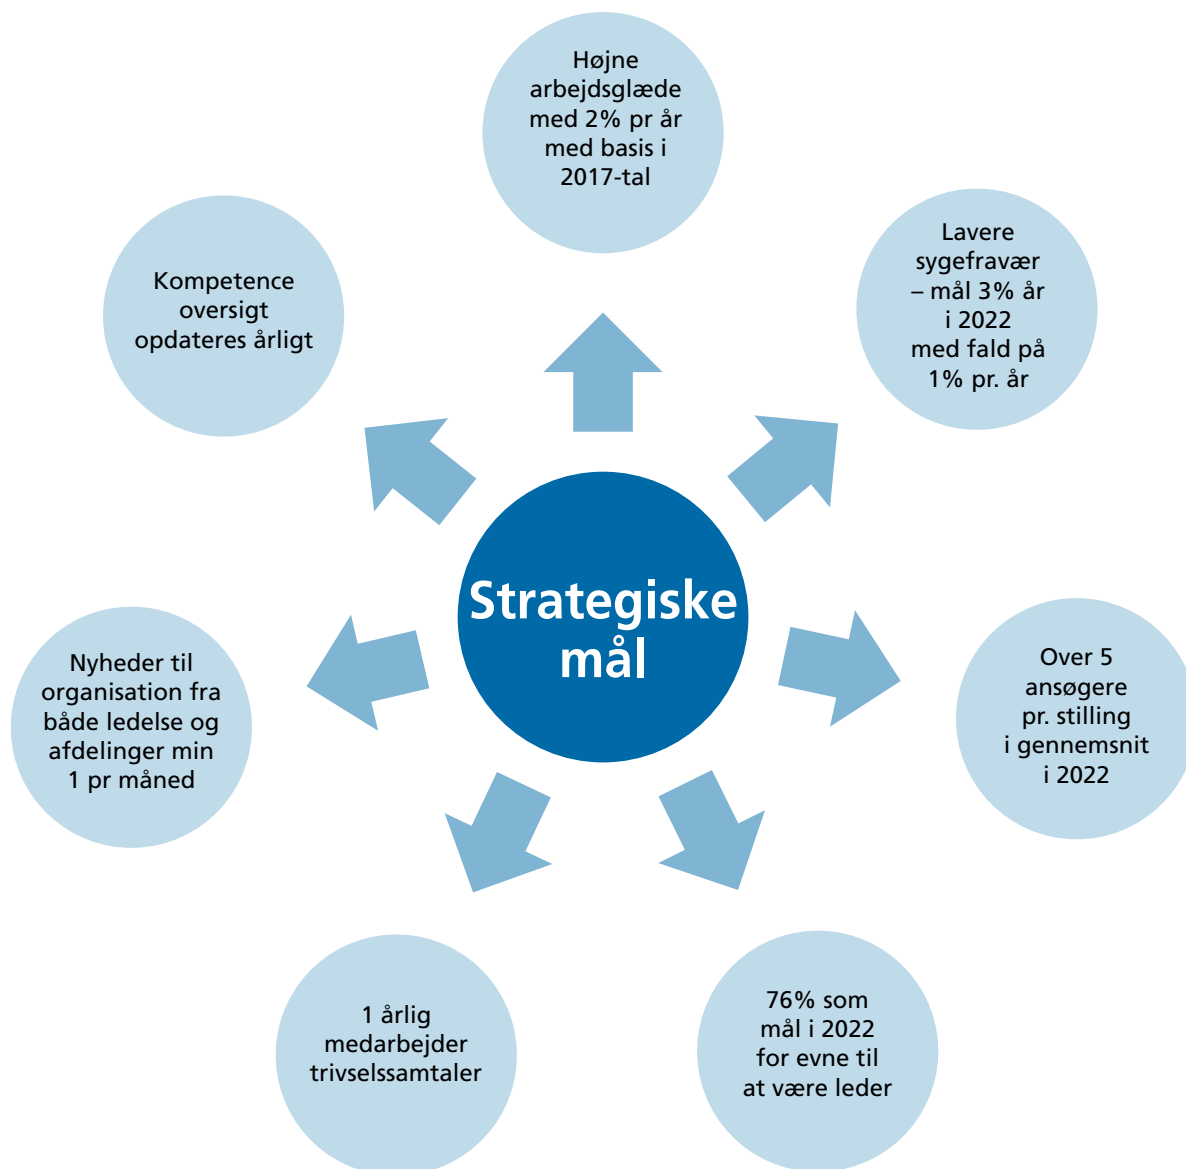 Højne
arbejdsglæde
med 2% pr år
med basis i
2017-tal
Lavere
sygefravær
– mål 3% år
i 2022
med fald på
1% pr. år
Kompetence
oversigt
opdateres årligt
Strategiske
mål
Nyheder til
organisation fra
både ledelse og
afdelinger min
1 pr måned
Over 5
ansøgere
pr. stilling
i gennemsnit
i 2022
1 årlig
medarbejder
trivselssamtaler
76% som
mål i 2022
for evne til
at være leder